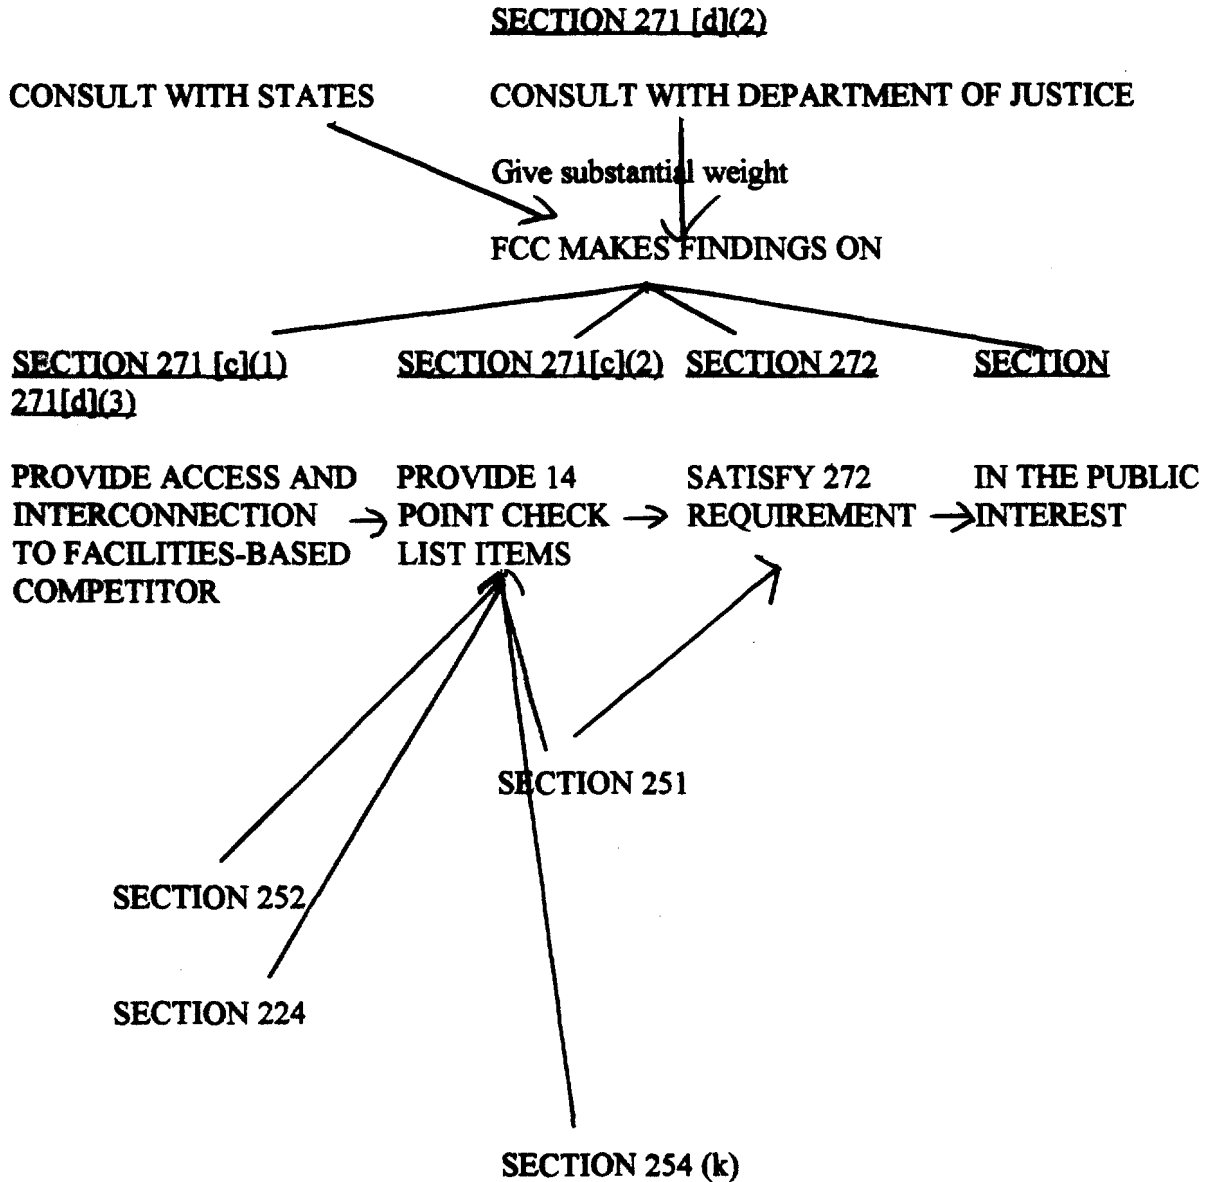 SECTION 271 [d](2)
CONSULT WITH STATES CONSULT WITH DEPARTMENT OF JUSTICE
Give substantial weight
FCC MAKES FINDINGS ON
SECTION 271 [c](1) SECTION 271[c](2) SECTION 272 SECTION
271[d](3)
PROVIDE ACCESS AND PROVIDE 14 SATISFY 272 IN THE PUBLIC
INTERCONNECTION POINT CHECK REQUIREMENT INTEREST
TO FACILITIES-BASED LIST ITEMS
COMPETITOR
SECTION 251
SECTION 252
SECTION 224
SECTION 254 (k)